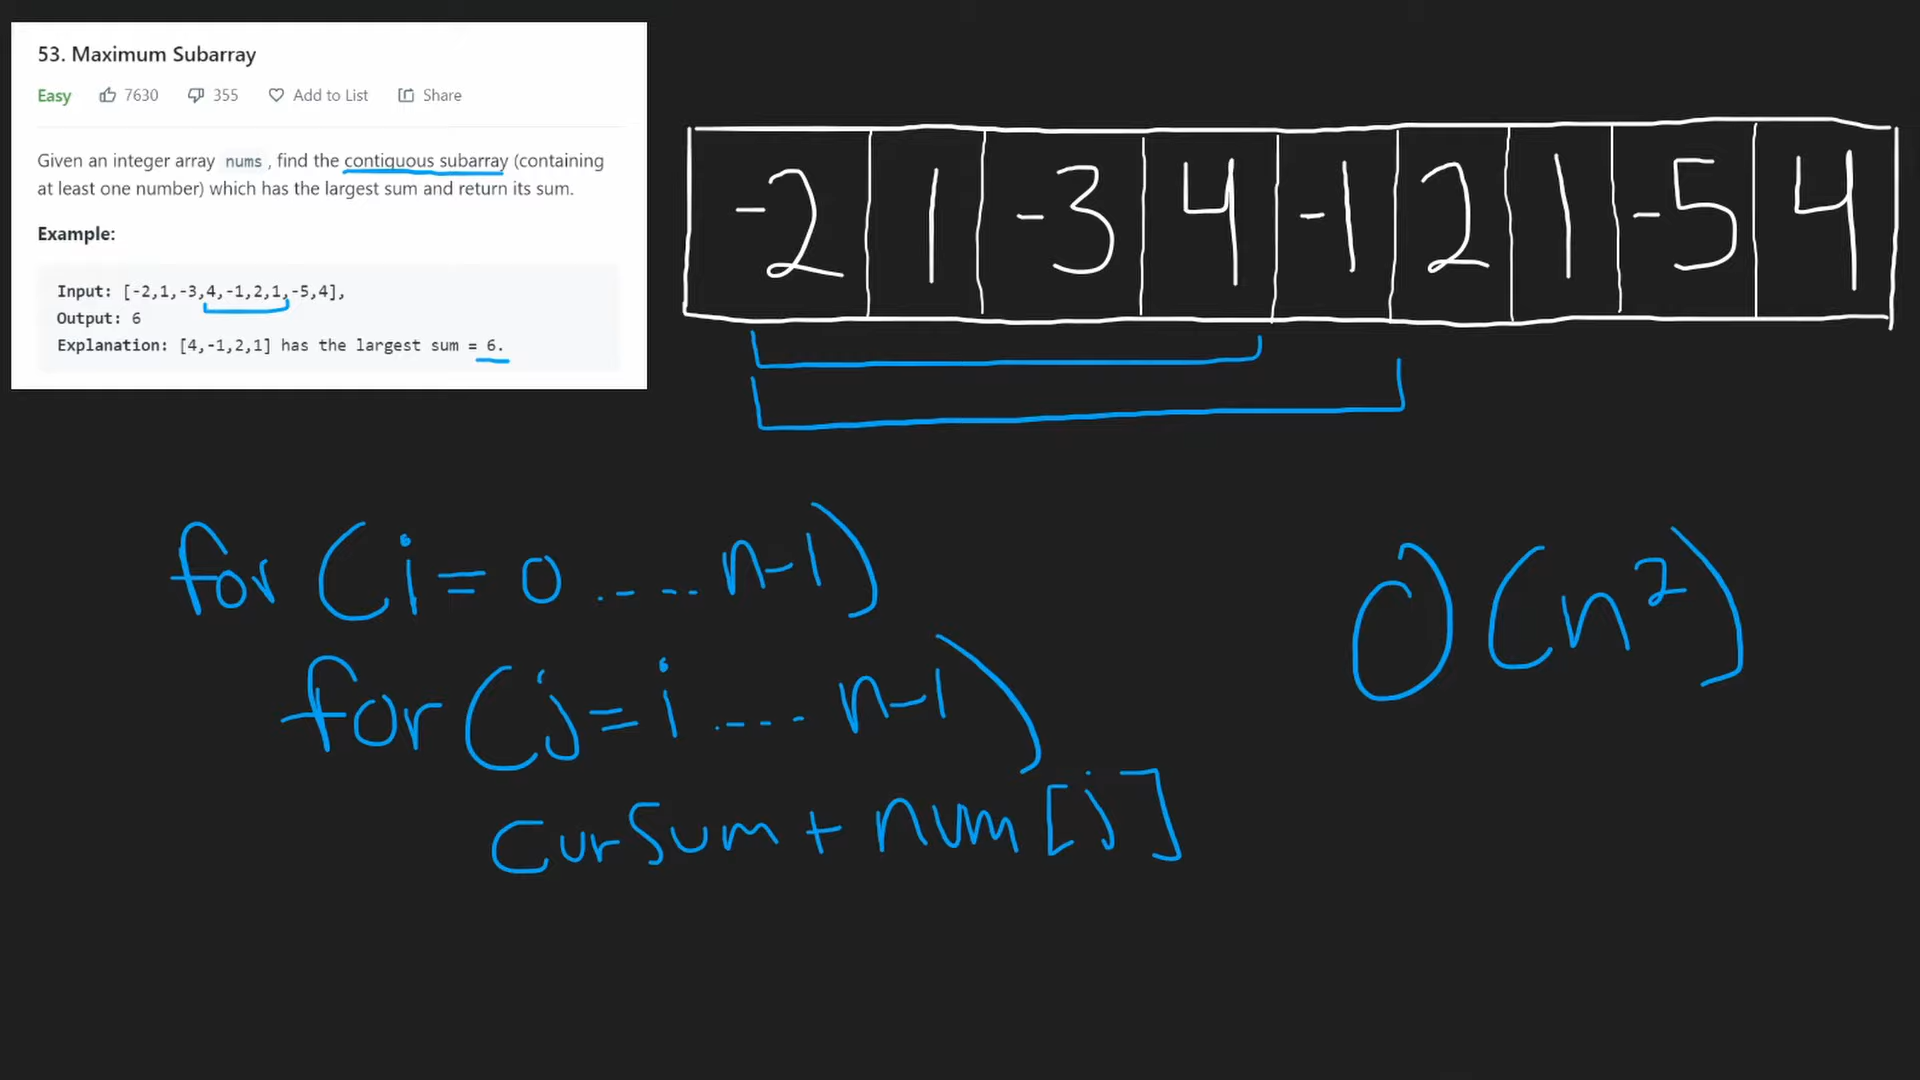 53. Maximum Subarray
Easy 7630 355 Add to List Share
Given an integer array nums, find the contiguous subarray (containing
at least one number) which has the largest sum and return its sum.
Example:
Input: [-2,1,-3,4,-1,2,1,-5,4],
Output: 6
Explanation: [4,-1,2,1] has the largest sum = 6.
-2 1 -3 4 -1 2 1 -5 4
for (i = 0 .... n-1)
for (j = i .... n-1)
curSum + num[j]
O(n²)